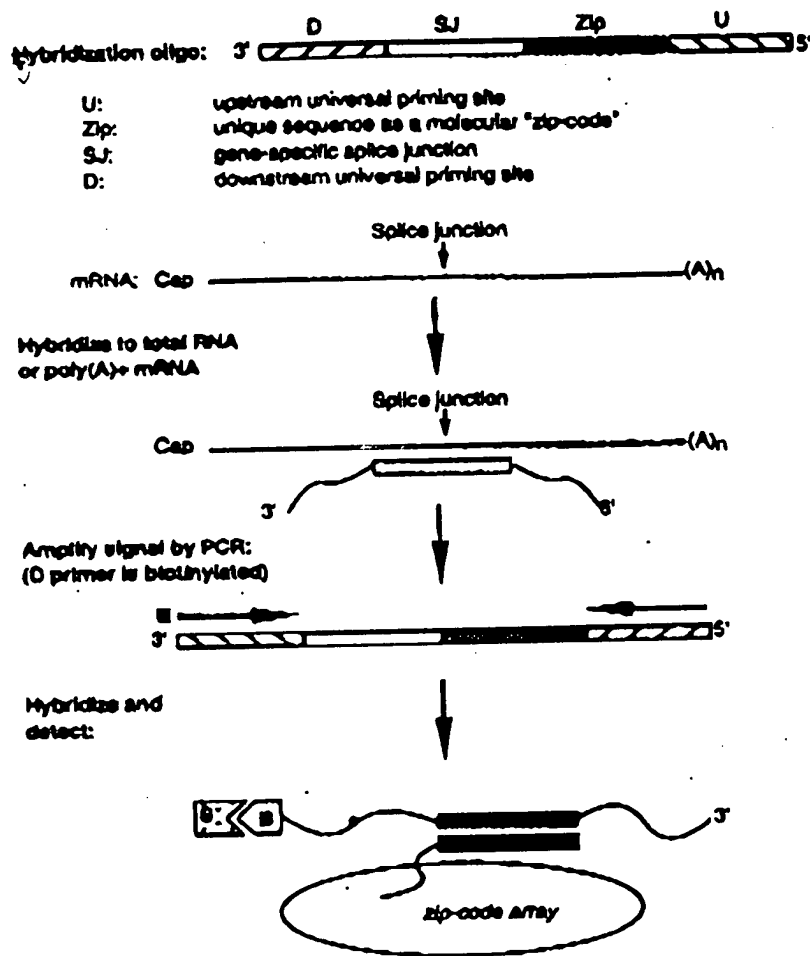 D SJ Zip U
Hybridization oligo: 3' 5'
U: upstream universal priming site
Zip: unique sequence as a molecular "zip-code"
SJ: gene-specific splice junction
D: downstream universal priming site
Splice junction
mRNA: Cap (A)n
Hybridize to total RNA
or poly(A)+ mRNA
Splice junction
Cap (A)n
3' 5'
Amplify signal by PCR:
(D primer is biotinylated)
B
3' 5'
Hybridize and
detect:
B 3'
zip-code array